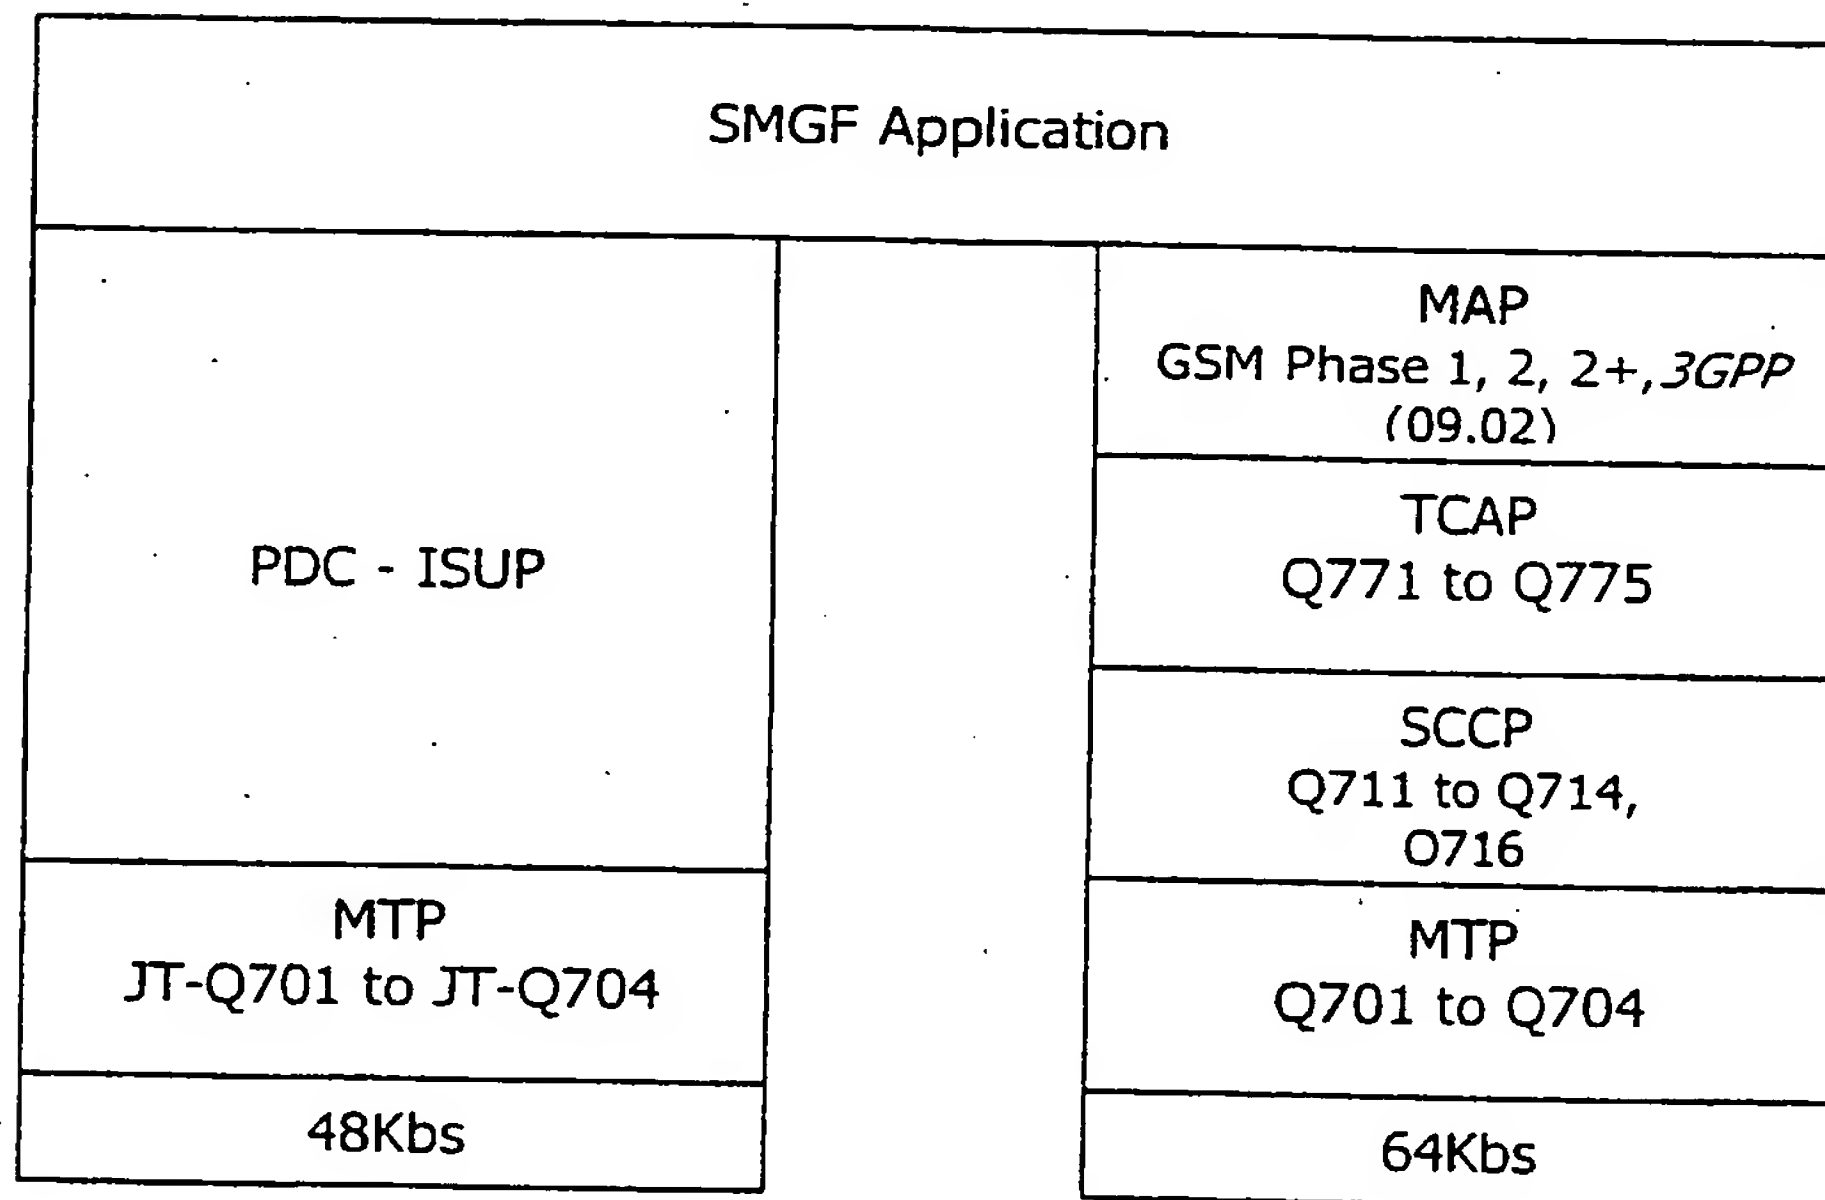 SMGF Application
PDC - ISUP
MTP
JT-Q701 to JT-Q704
48Kbs
MAP
GSM Phase 1, 2, 2+, 3GPP
(09.02)
TCAP
Q771 to Q775
SCCP
Q711 to Q714,
O716
MTP
Q701 to Q704
64Kbs